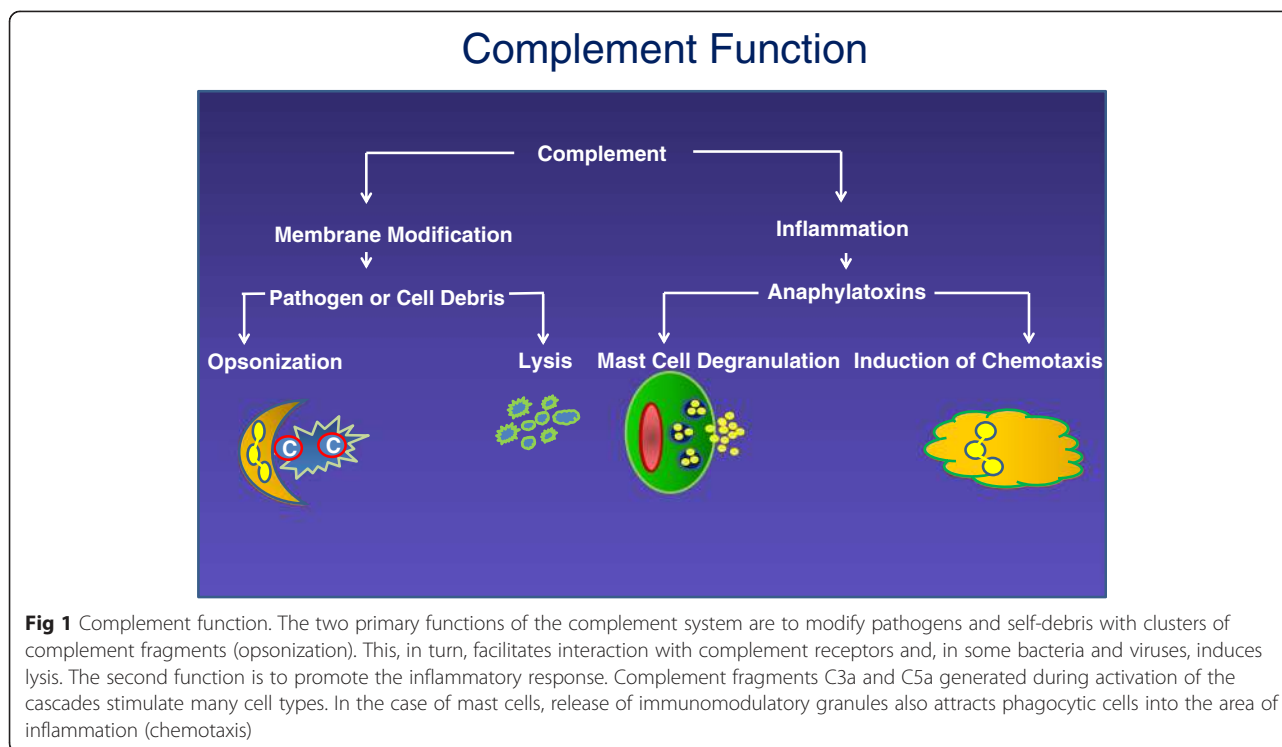 Complement Function
Complement
Membrane Modification
Inflammation
Pathogen or Cell Debris
Anaphylatoxins
Opsonization
Lysis
Mast Cell Degranulation
Induction of Chemotaxis
C
C
Fig 1 Complement function. The two primary functions of the complement system are to modify pathogens and self-debris with clusters of
complement fragments (opsonization). This, in turn, facilitates interaction with complement receptors and, in some bacteria and viruses, induces
lysis. The second function is to promote the inflammatory response. Complement fragments C3a and C5a generated during activation of the
cascades stimulate many cell types. In the case of mast cells, release of immunomodulatory granules also attracts phagocytic cells into the area of
inflammation (chemotaxis)